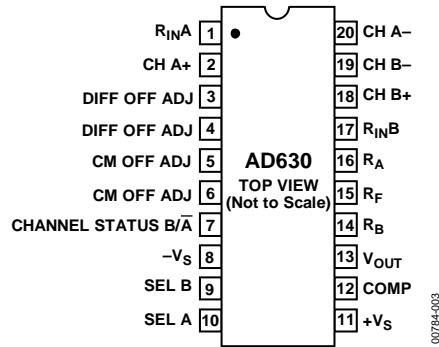 R_INA 1
CH A+ 2
DIFF OFF ADJ 3
DIFF OFF ADJ 4
CM OFF ADJ 5
CM OFF ADJ 6
CHANNEL STATUS B/A̅ 7
–V_S 8
SEL B 9
SEL A 10
AD630
TOP VIEW
(Not to Scale)
20 CH A–
19 CH B–
18 CH B+
17 R_INB
16 R_A
15 R_F
14 R_B
13 V_OUT
12 COMP
11 +V_S
00784-003